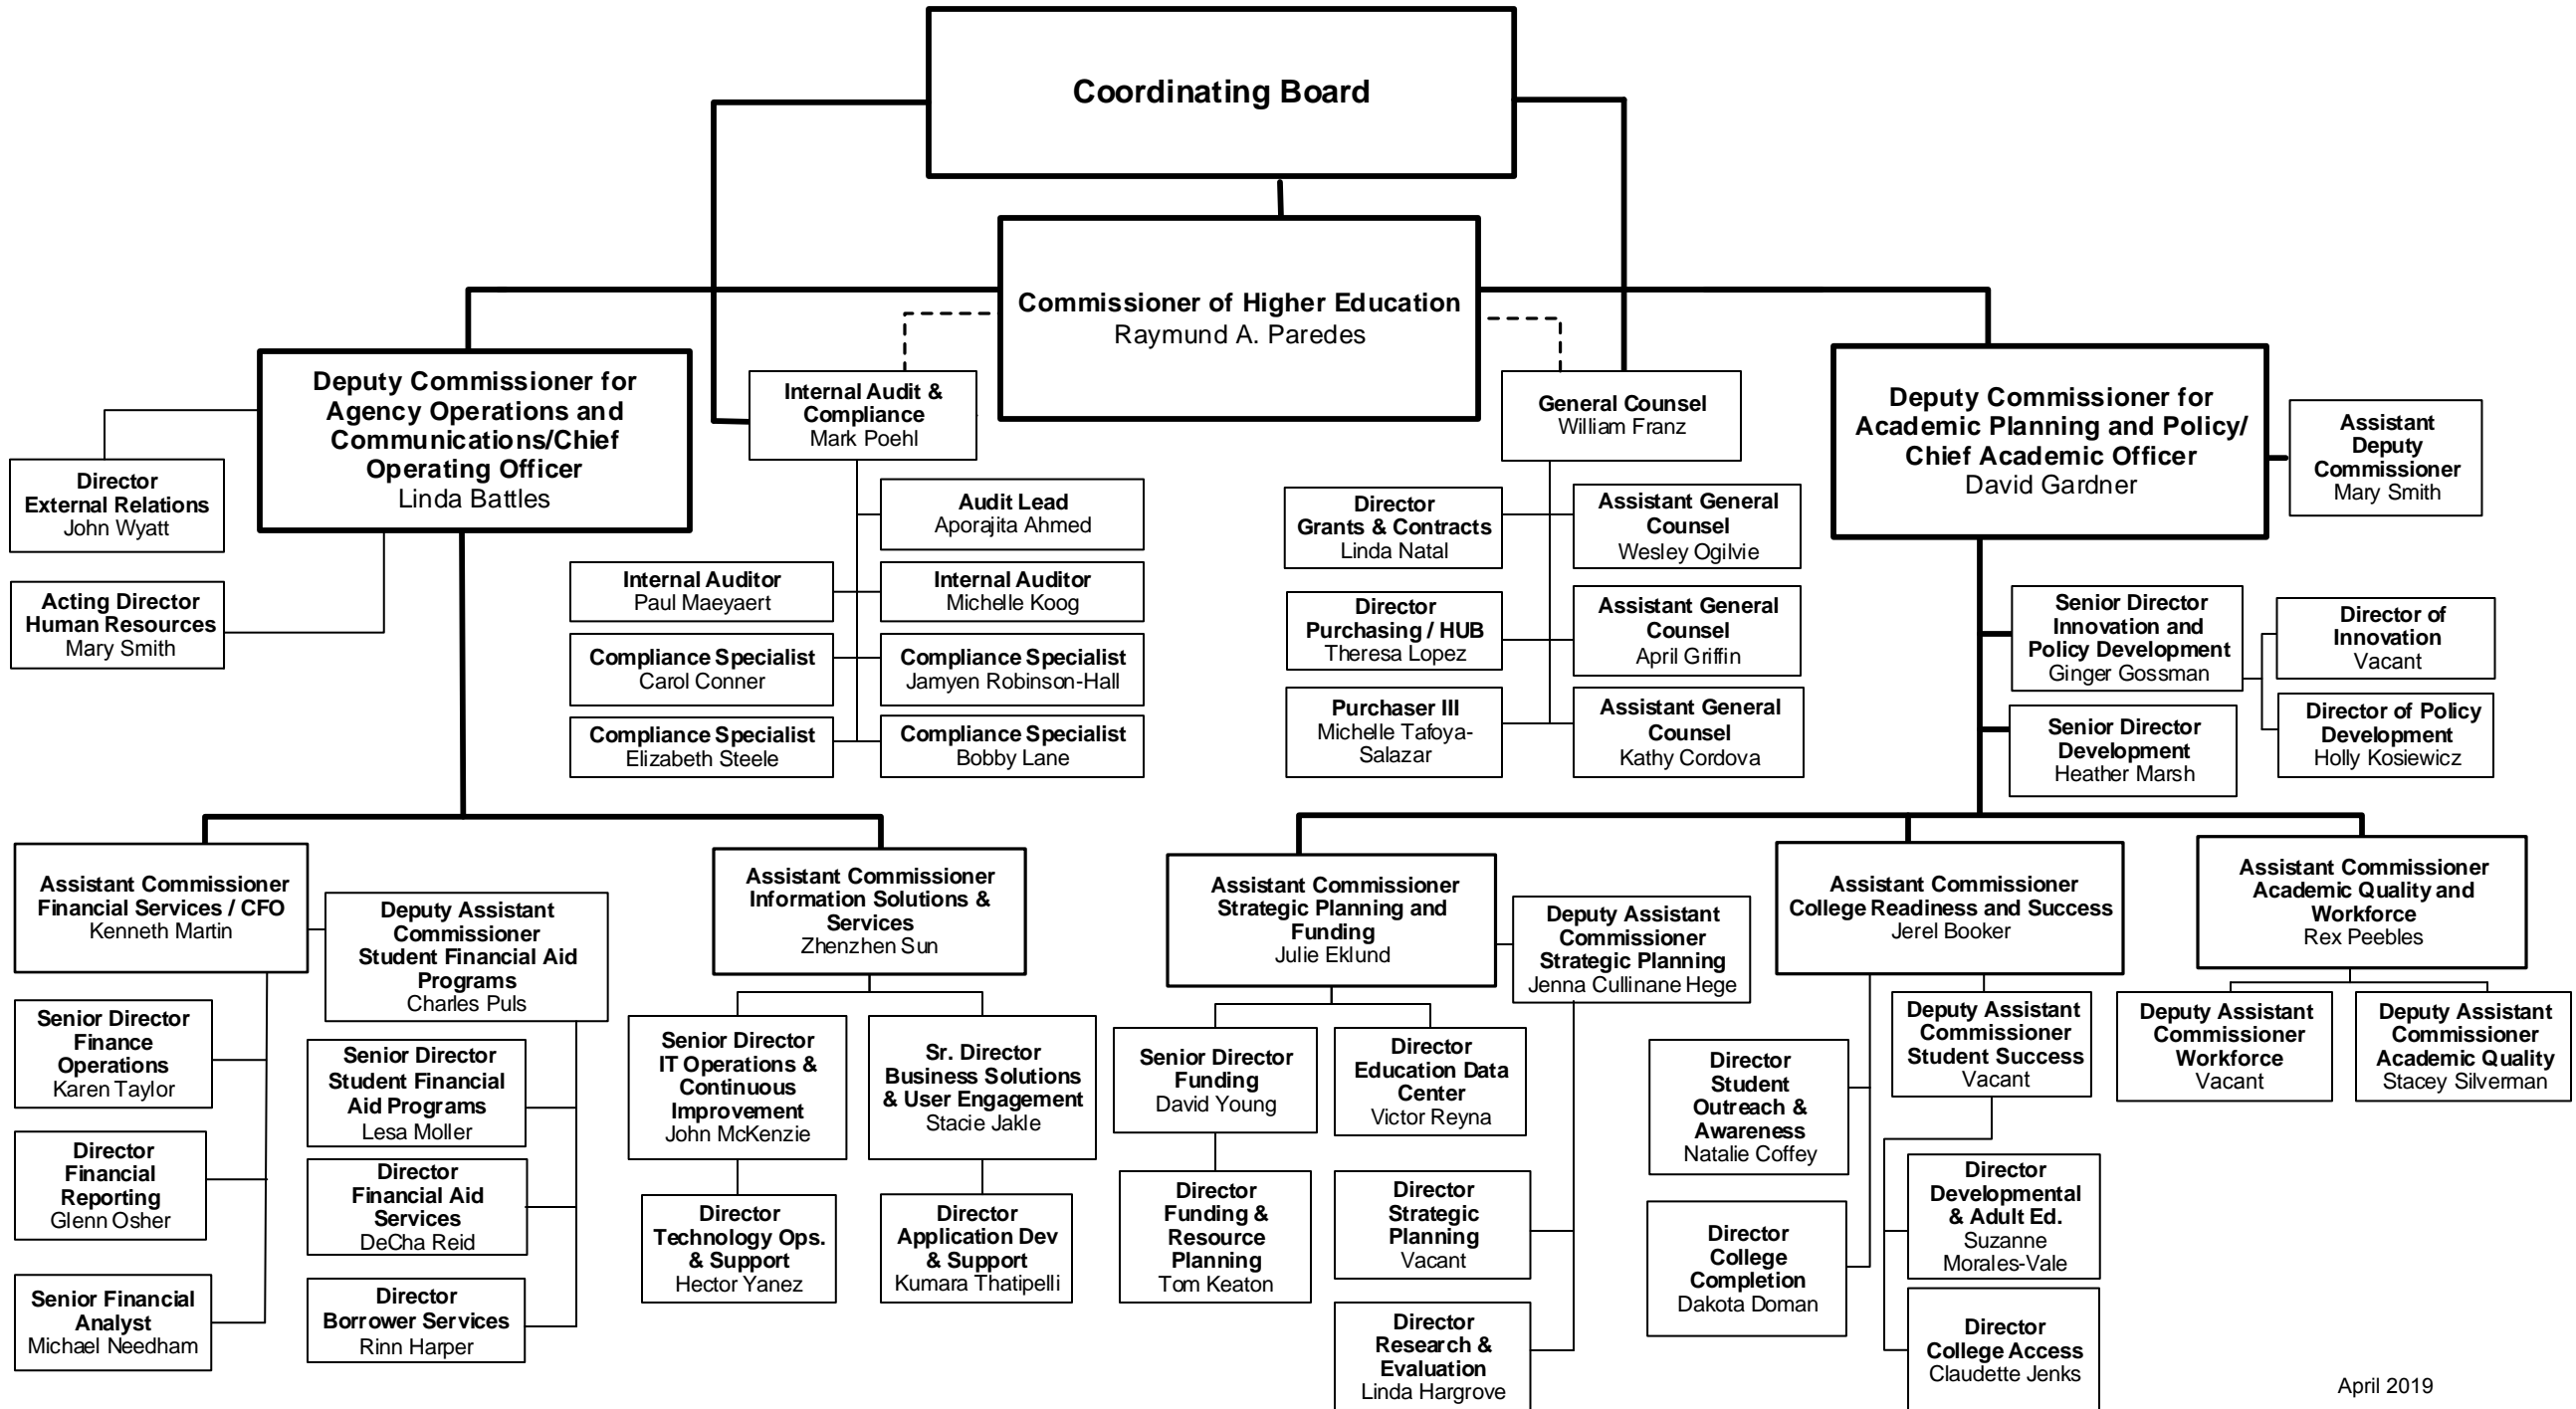 Coordinating Board
Commissioner of Higher Education
Raymund A. Paredes
Deputy Commissioner for
Agency Operations and
Communications/Chief
Operating Officer
Linda Battles
Internal Audit &
Compliance
Mark Poehl
General Counsel
William Franz
Deputy Commissioner for
Academic Planning and Policy/
Chief Academic Officer
David Gardner
Assistant
Deputy
Commissioner
Mary Smith
Director
External Relations
John Wyatt
Acting Director
Human Resources
Mary Smith
Audit Lead
Aporajita Ahmed
Internal Auditor
Paul Maeyaert
Internal Auditor
Michelle Koog
Compliance Specialist
Carol Conner
Compliance Specialist
Jamyen Robinson-Hall
Compliance Specialist
Elizabeth Steele
Compliance Specialist
Bobby Lane
Director
Grants & Contracts
Linda Natal
Assistant General
Counsel
Wesley Ogilvie
Director
Purchasing / HUB
Theresa Lopez
Assistant General
Counsel
April Griffin
Purchaser III
Michelle Tafoya-
Salazar
Assistant General
Counsel
Kathy Cordova
Senior Director
Innovation and
Policy Development
Ginger Gossman
Director of
Innovation
Vacant
Director of Policy
Development
Holly Kosiewicz
Senior Director
Development
Heather Marsh
Assistant Commissioner
Financial Services / CFO
Kenneth Martin
Deputy Assistant
Commissioner
Student Financial Aid
Programs
Charles Puls
Senior Director
Finance
Operations
Karen Taylor
Director
Financial
Reporting
Glenn Osher
Senior Financial
Analyst
Michael Needham
Senior Director
Student Financial
Aid Programs
Lesa Moller
Director
Financial Aid
Services
DeCha Reid
Director
Borrower Services
Rinn Harper
Assistant Commissioner
Information Solutions &
Services
Zhenzhen Sun
Senior Director
IT Operations &
Continuous
Improvement
John McKenzie
Sr. Director
Business Solutions
& User Engagement
Stacie Jakle
Director
Technology Ops.
& Support
Hector Yanez
Director
Application Dev
& Support
Kumara Thatipelli
Assistant Commissioner
Strategic Planning and
Funding
Julie Eklund
Deputy Assistant
Commissioner
Strategic Planning
Jenna Cullinane Hege
Senior Director
Funding
David Young
Director
Education Data
Center
Victor Reyna
Director
Funding &
Resource
Planning
Tom Keaton
Director
Strategic
Planning
Vacant
Director
Research &
Evaluation
Linda Hargrove
Assistant Commissioner
College Readiness and Success
Jerel Booker
Deputy Assistant
Commissioner
Student Success
Vacant
Director
Student
Outreach &
Awareness
Natalie Coffey
Director
College
Completion
Dakota Doman
Director
Developmental
& Adult Ed.
Suzanne
Morales-Vale
Director
College Access
Claudette Jenks
Assistant Commissioner
Academic Quality and
Workforce
Rex Peebles
Deputy Assistant
Commissioner
Workforce
Vacant
Deputy Assistant
Commissioner
Academic Quality
Stacey Silverman
April 2019